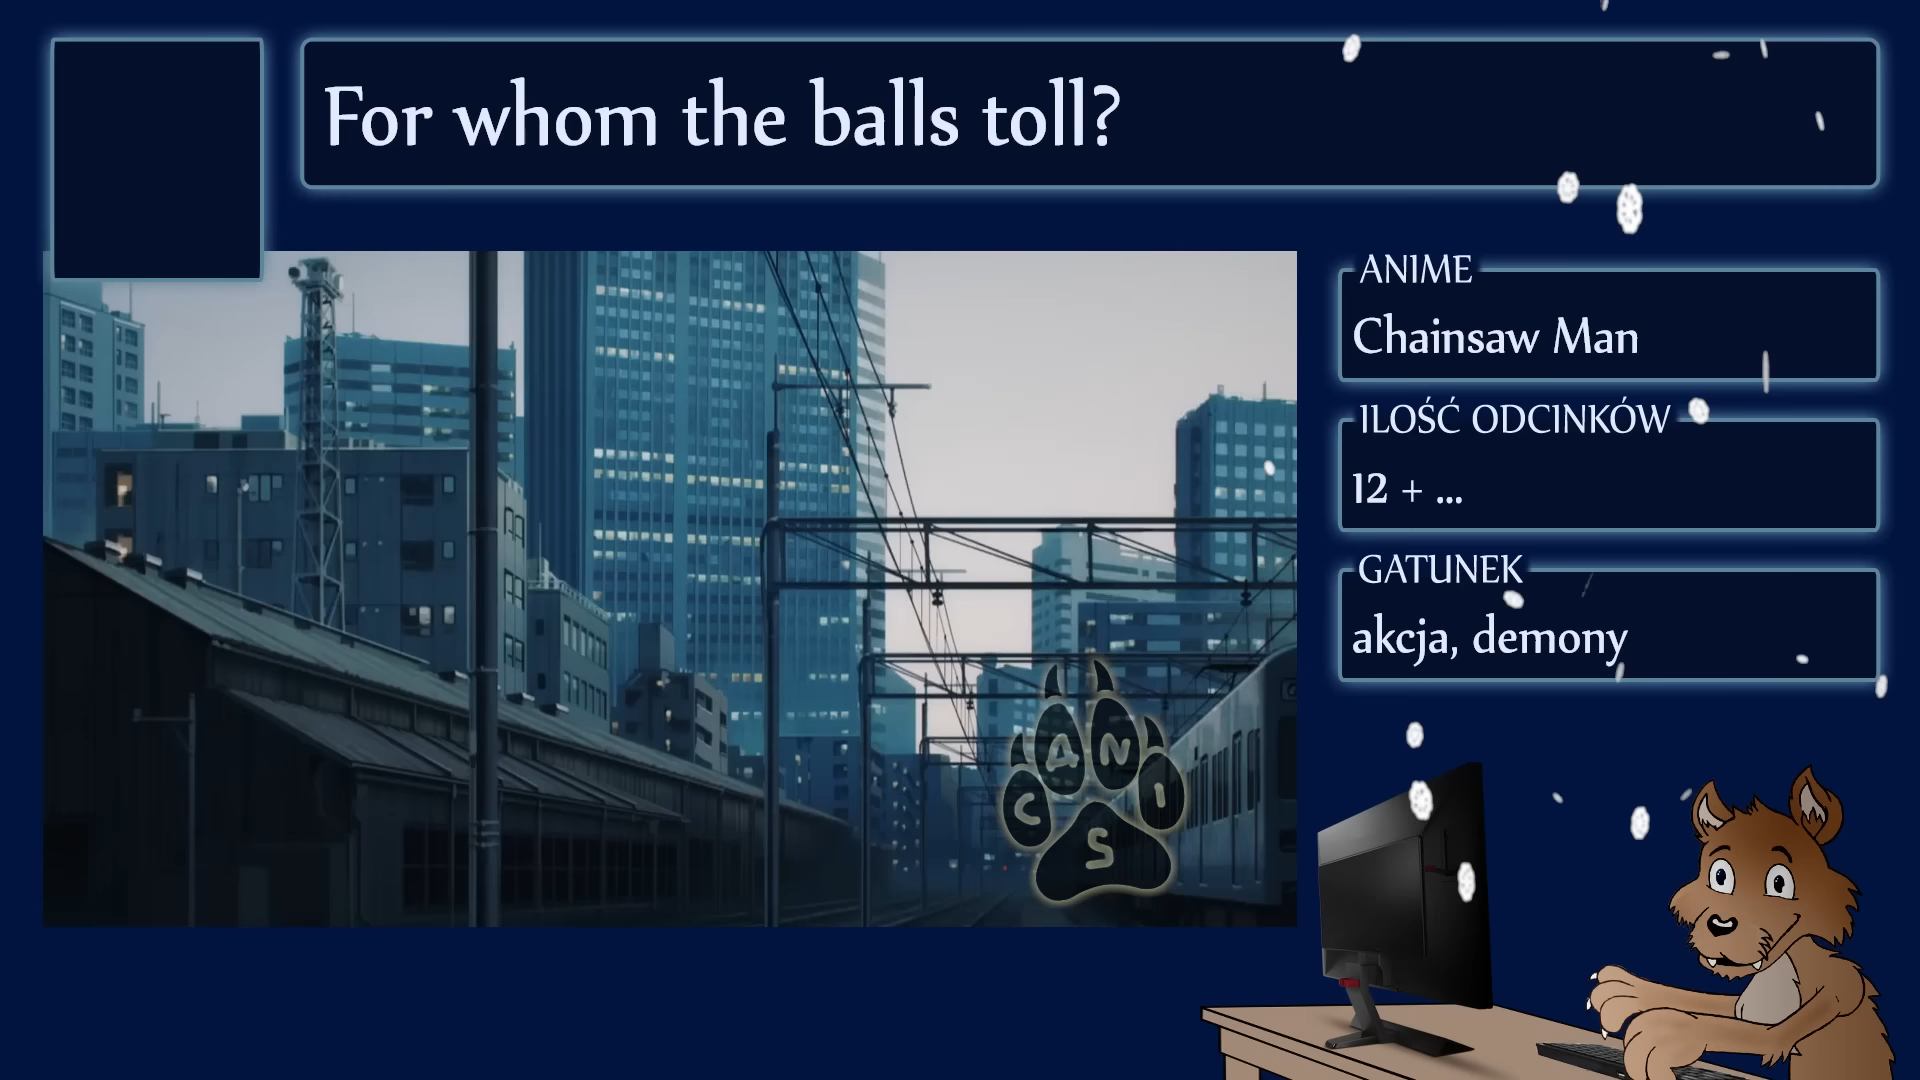 For whom the balls toll?
ANIME
Chainsaw Man
ILOŚĆ ODCINKÓW
12 + ...
GATUNEK
akcja, demony
CANIS